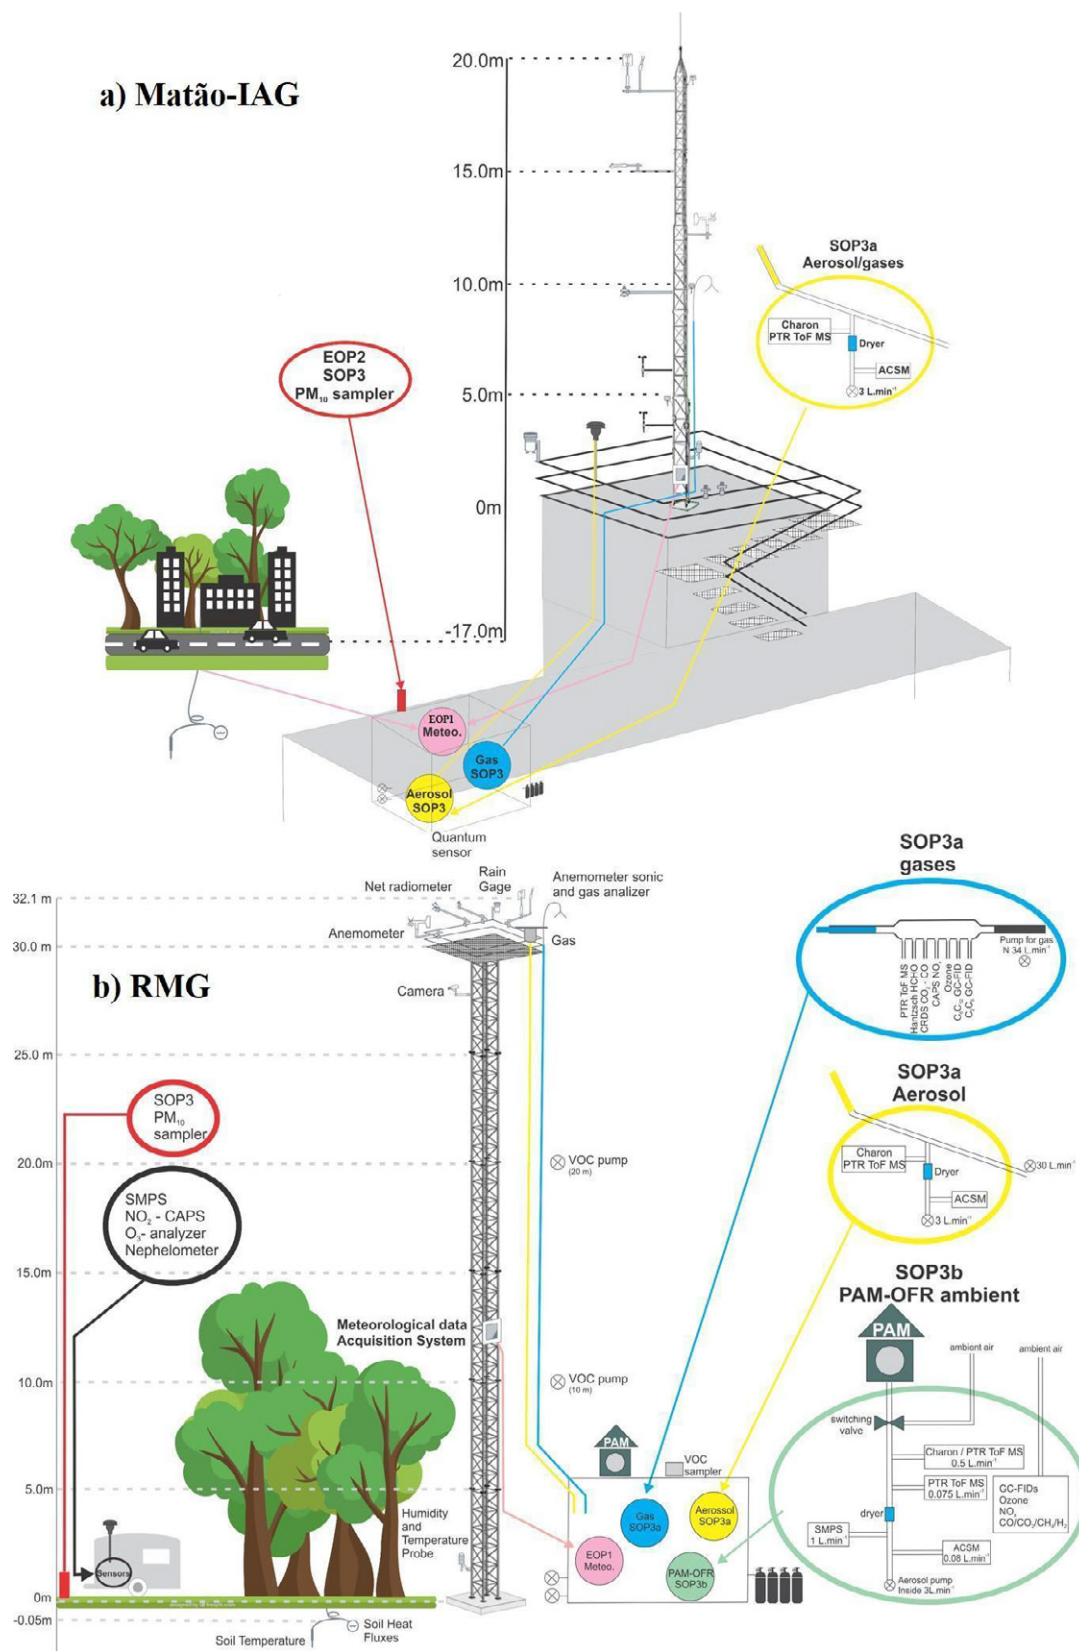 a) Matão-IAG
20.0m
15.0m
10.0m
5.0m
0m
-17.0m
SOP3a
Aerosol/gases
Charon
PTR ToF MS
Dryer
ACSM
3 L.min⁻¹
EOP2
SOP3
PM₁₀ sampler
EOP1
Meteo.
Gas
SOP3
Aerosol
SOP3
b) RMG
32.1 m
30.0 m
25.0 m
20.0m
15.0m
10.0m
5.0m
0m
-0.05m
Quantum
sensor
Net radiometer
Rain
Gage
Anemometer sonic
and gas analizer
Anemometer
Gas
Camera
SOP3
PM₁₀
sampler
SMPS
NO₂ - CAPS
O₃- analyzer
Nephelometer
VOC pump
(20 m)
Meteorological data
Acquisition System
VOC pump
(10 m)
Humidity
and
Temperature
Probe
Sensors
Soil Temperature
Soil Heat
Fluxes
PAM
VOC
sampler
Gas
SOP3a
Aerossol
SOP3a
EOP1
Meteo.
PAM-OFR
SOP3b
SOP3a
gases
Pump for gas
N 34 L.min⁻¹
PTR ToF MS
Hantzsch HCHO
CRDS CO₂ - CO
CAPS NOₓ
Ozone
GC-FID
GC-FID
SOP3a
Aerosol
Charon
PTR ToF MS
30 L.min⁻¹
Dryer
ACSM
3 L.min⁻¹
SOP3b
PAM-OFR ambient
PAM
ambient air
ambient air
switching
valve
Charon / PTR ToF MS
0.5 L.min⁻¹
PTR ToF MS
0.075 L.min⁻¹
GC-FIDs
Ozone
NOₓ
CO/CO₂/CH₄/H₂
dryer
SMPS
1 L.min⁻¹
ACSM
0.08 L.min⁻¹
Aerosol pump
Inside 3L.min⁻¹